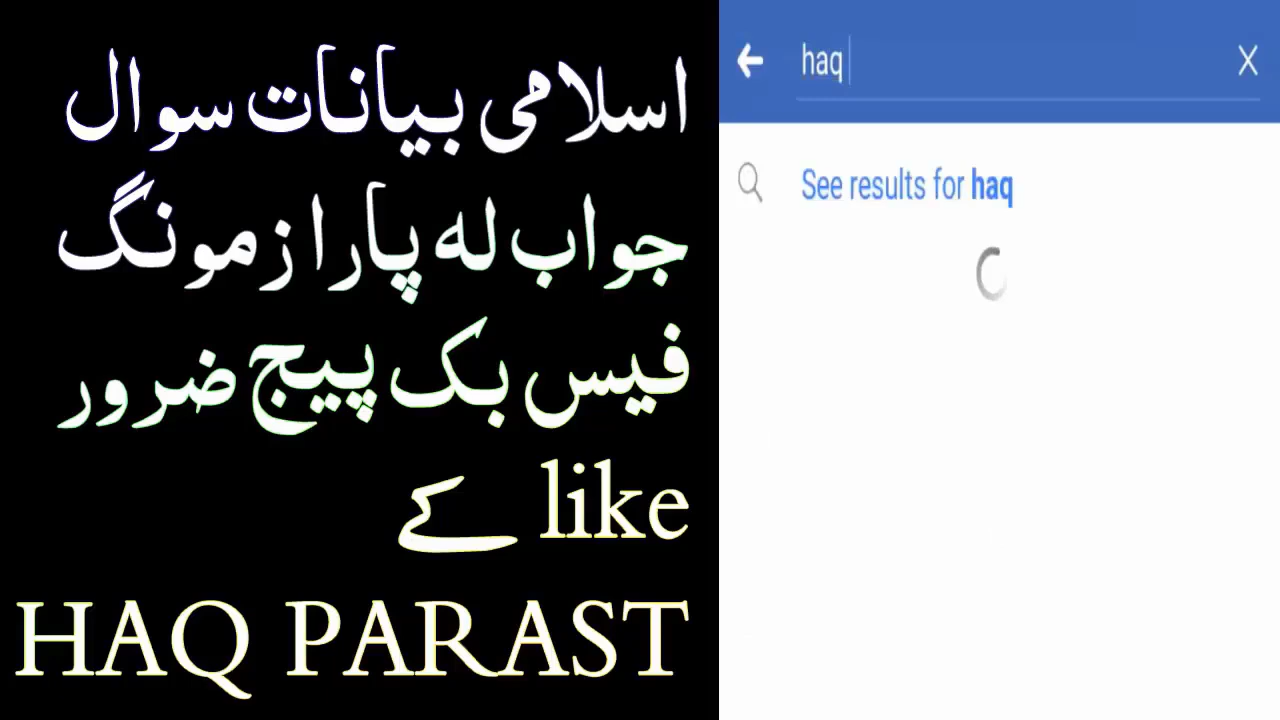 اسلامی بیانات سوال
جواب لہ پارا زمونگ
فیس بک پیج ضرور
like کے
HAQ PARAST
haq
X
See results for haq